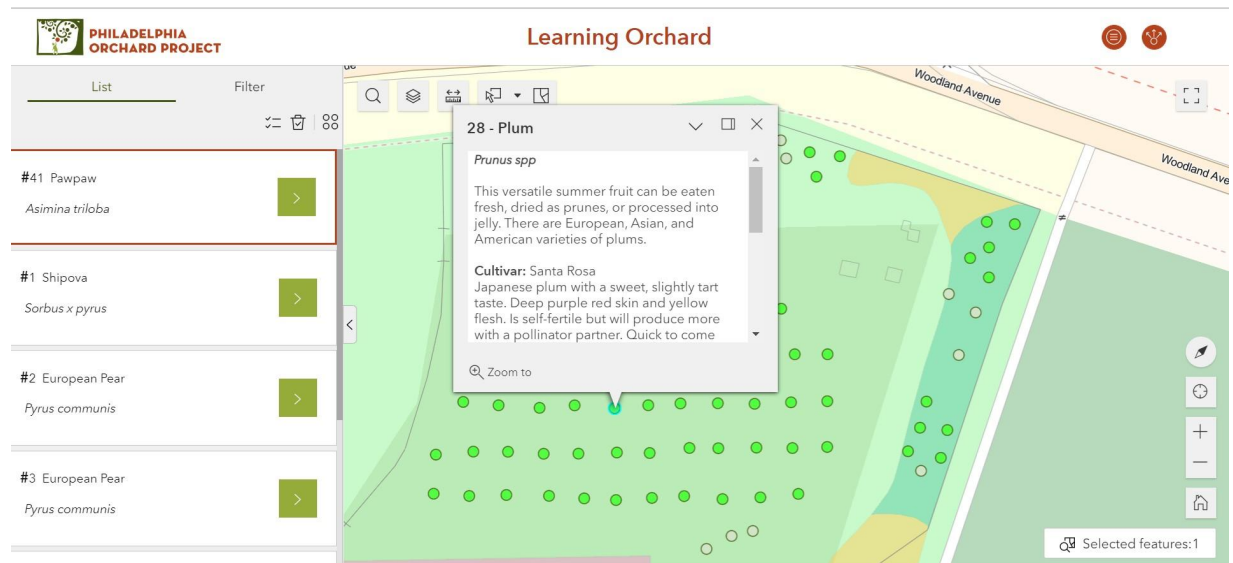 PHILADELPHIA
ORCHARD PROJECT
Learning Orchard
List
Filter
#41 Pawpaw
Asimina triloba
#1 Shipova
Sorbus x pyrus
#2 European Pear
Pyrus communis
#3 European Pear
Pyrus communis
Woodland Avenue
Woodland Ave
28 - Plum
Prunus spp
This versatile summer fruit can be eaten
fresh, dried as prunes, or processed into
jelly. There are European, Asian, and
American varieties of plums.
Cultivar: Santa Rosa
Japanese plum with a sweet, slightly tart
taste. Deep purple red skin and yellow
flesh. Is self-fertile but will produce more
with a pollinator partner. Quick to come
Zoom to
Selected features:1